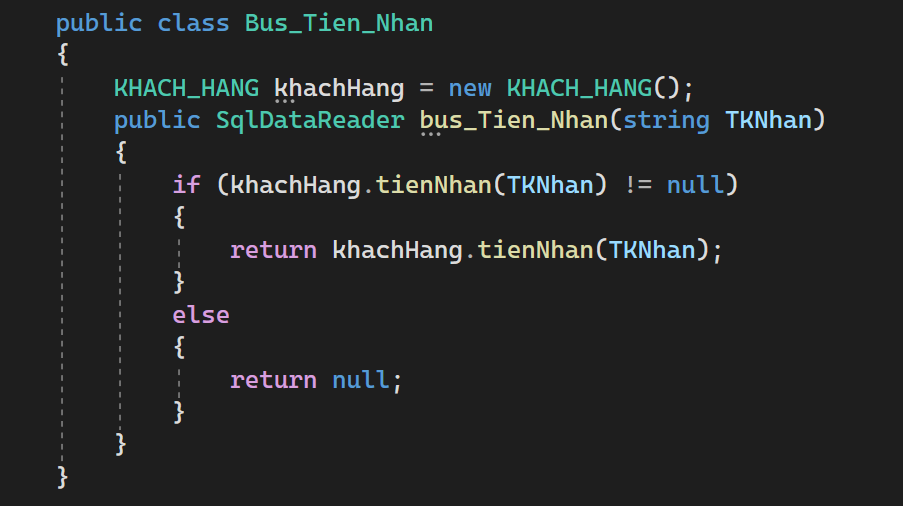 public class Bus_Tien_Nhan
{
KHACH_HANG khachHang = new KHACH_HANG();
public SqlDataReader bus_Tien_Nhan(string TKNhan)
{
if (khachHang.tienNhan(TKNhan) != null)
{
return khachHang.tienNhan(TKNhan);
}
else
{
return null;
}
}
}